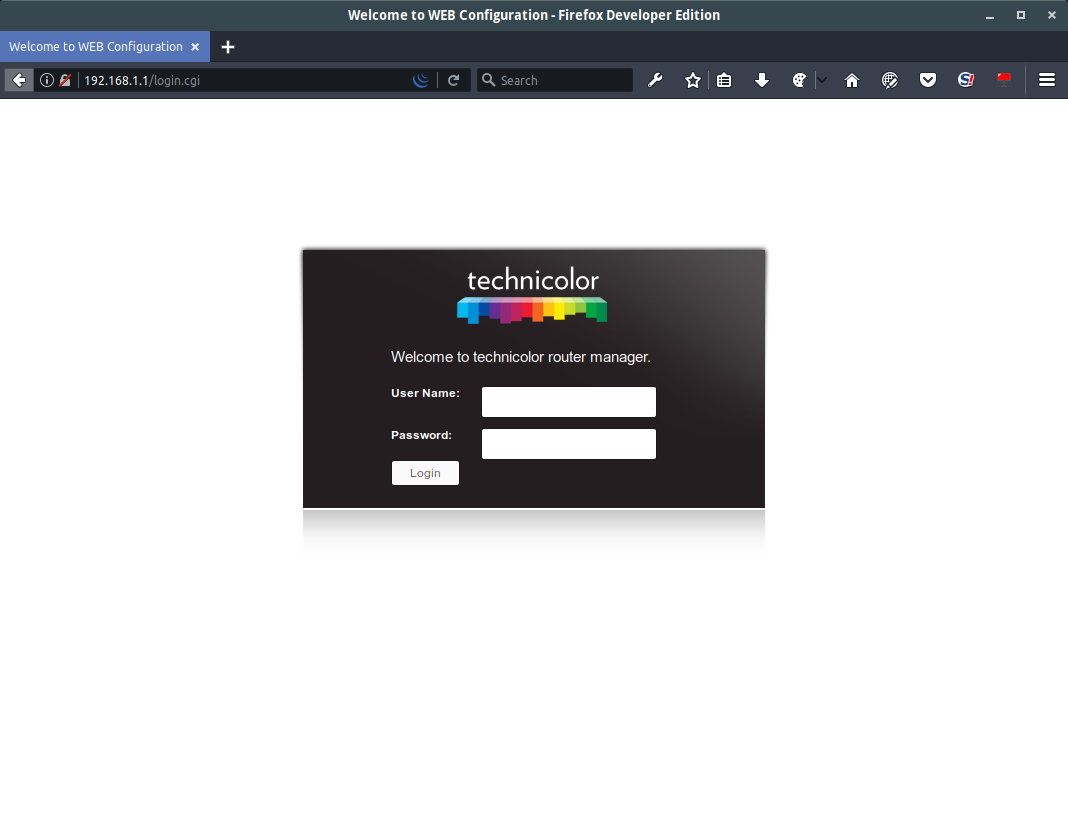 Welcome to WEB Configuration - Firefox Developer Edition
Welcome to WEB Configuration
192.168.1.1/login.cgi
Search
technicolor
Welcome to technicolor router manager.
User Name:
Password:
Login